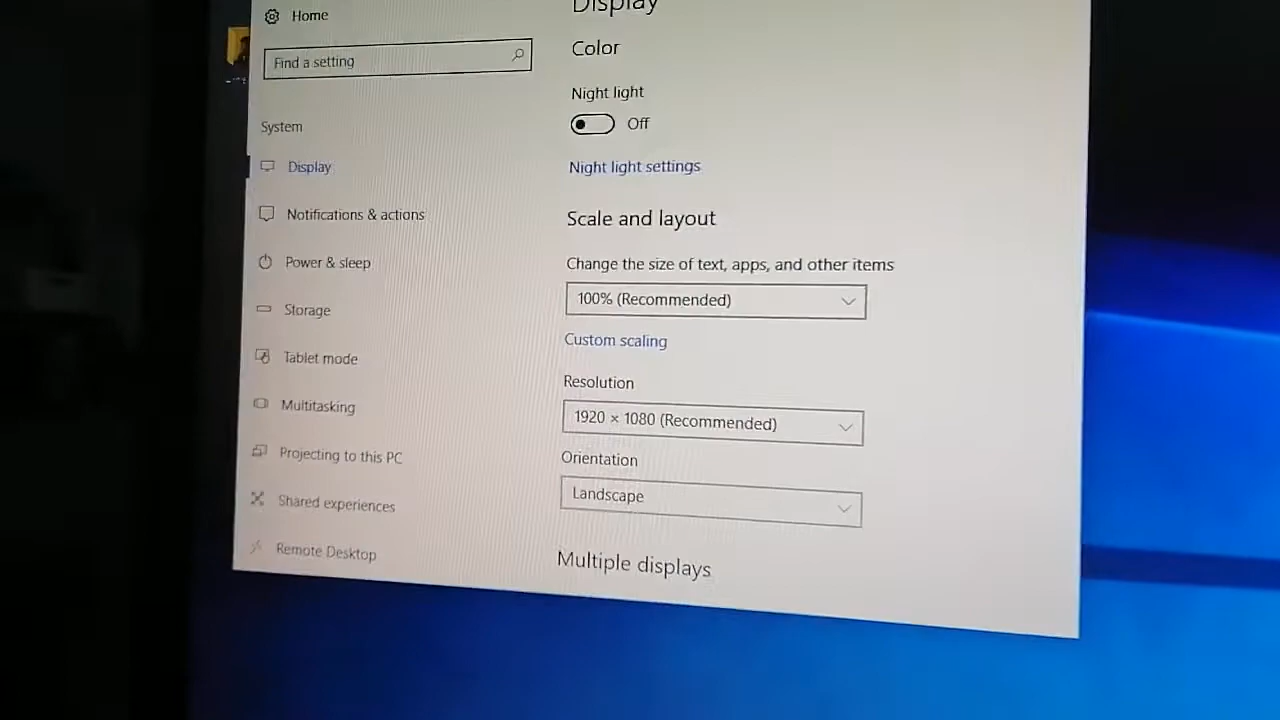 Home
Find a setting
System
Display
Notifications & actions
Power & sleep
Storage
Tablet mode
Multitasking
Projecting to this PC
Shared experiences
Remote Desktop
Display
Color
Night light
Off
Night light settings
Scale and layout
Change the size of text, apps, and other items
100% (Recommended)
Custom scaling
Resolution
1920 × 1080 (Recommended)
Orientation
Landscape
Multiple displays